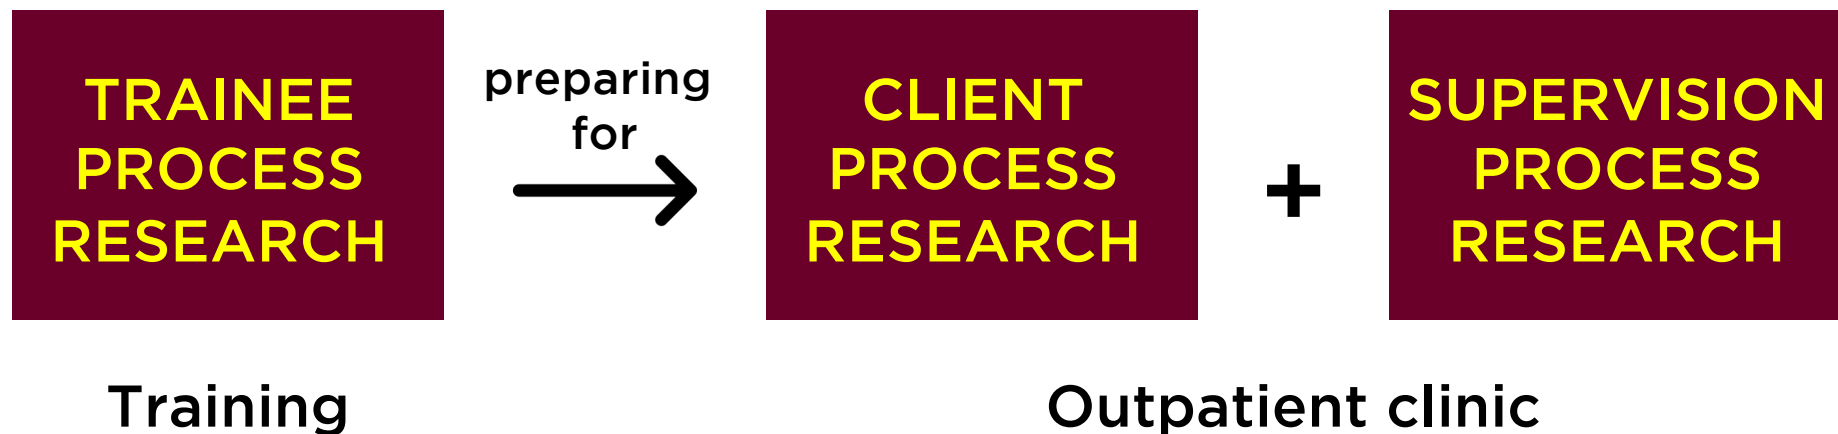 TRAINEE
PROCESS
RESEARCH
preparing
for
CLIENT
PROCESS
RESEARCH
+
SUPERVISION
PROCESS
RESEARCH
Training
Outpatient clinic